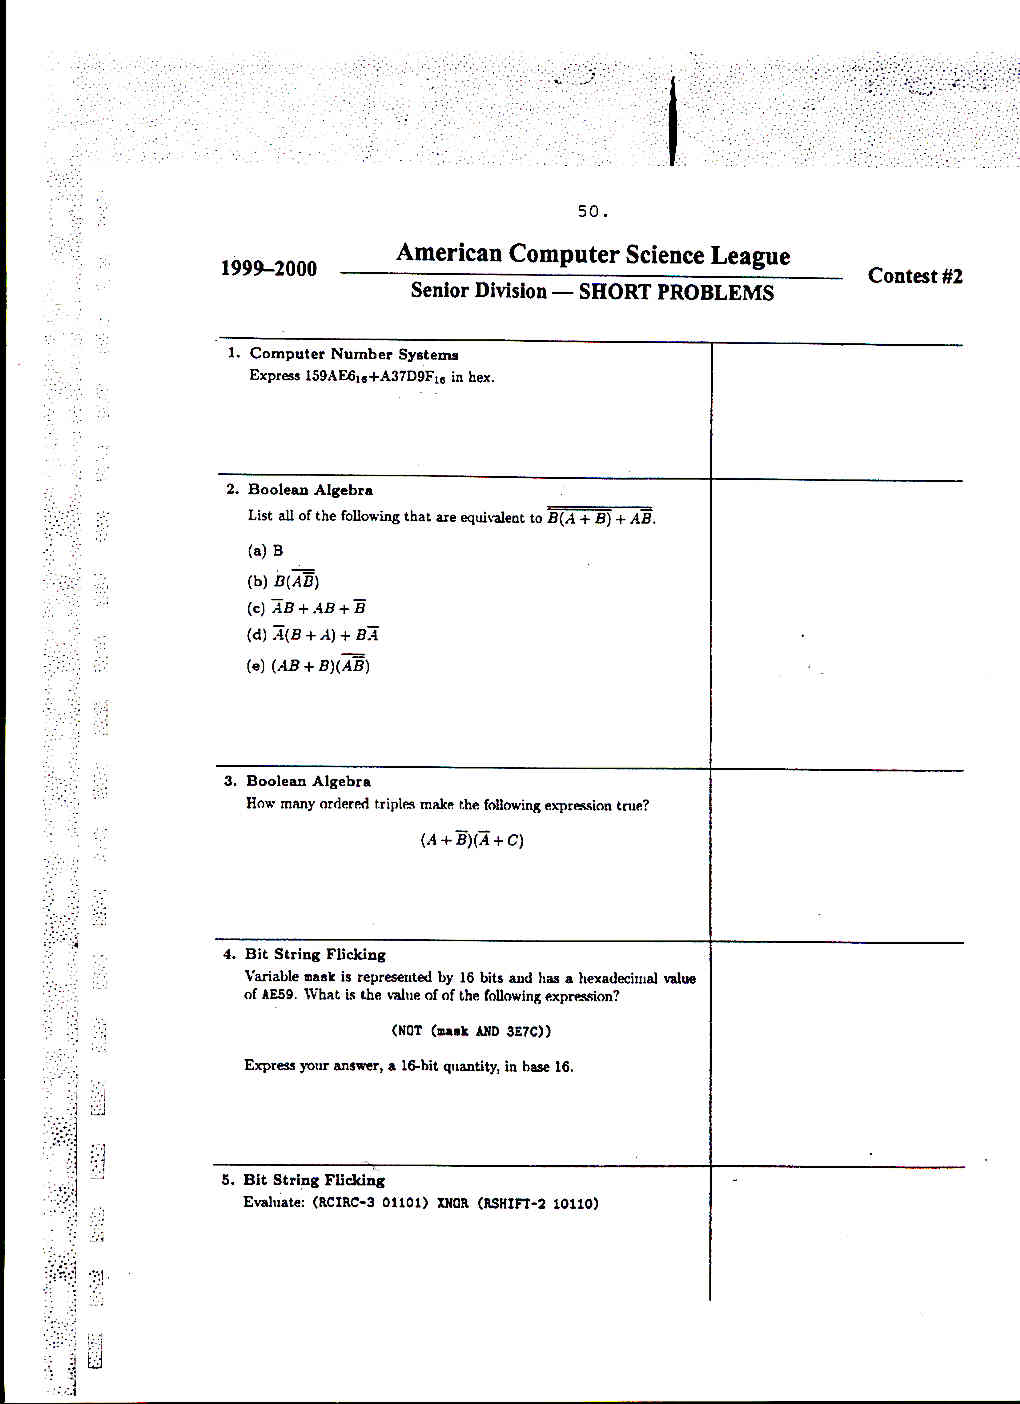 50.
American Computer Science League
1999–2000
Contest #2
Senior Division — SHORT PROBLEMS
1. Computer Number Systems
Express 159AE6₁₆+A37D9F₁₆ in hex.
2. Boolean Algebra
List all of the following that are equivalent to $\overline{\overline{B(A+B)}+A\overline{B}}$.
(a) B
(b) $B(\overline{A\overline{B}})$
(c) $\overline{A}B + AB + \overline{B}$
(d) $\overline{A}(B + A) + B\overline{A}$
(e) $(AB + B)(\overline{A\overline{B}})$
3. Boolean Algebra
How many ordered triples make the following expression true?
$(A + \overline{B})(\overline{A} + C)$
4. Bit String Flicking
Variable mask is represented by 16 bits and has a hexadecimal value
of AE59. What is the value of of the following expression?
(NOT (mask AND 3E7C))
Express your answer, a 16-bit quantity, in base 16.
5. Bit String Flicking
Evaluate: (RCIRC-3 01101) XNOR (RSHIFT-2 10110)